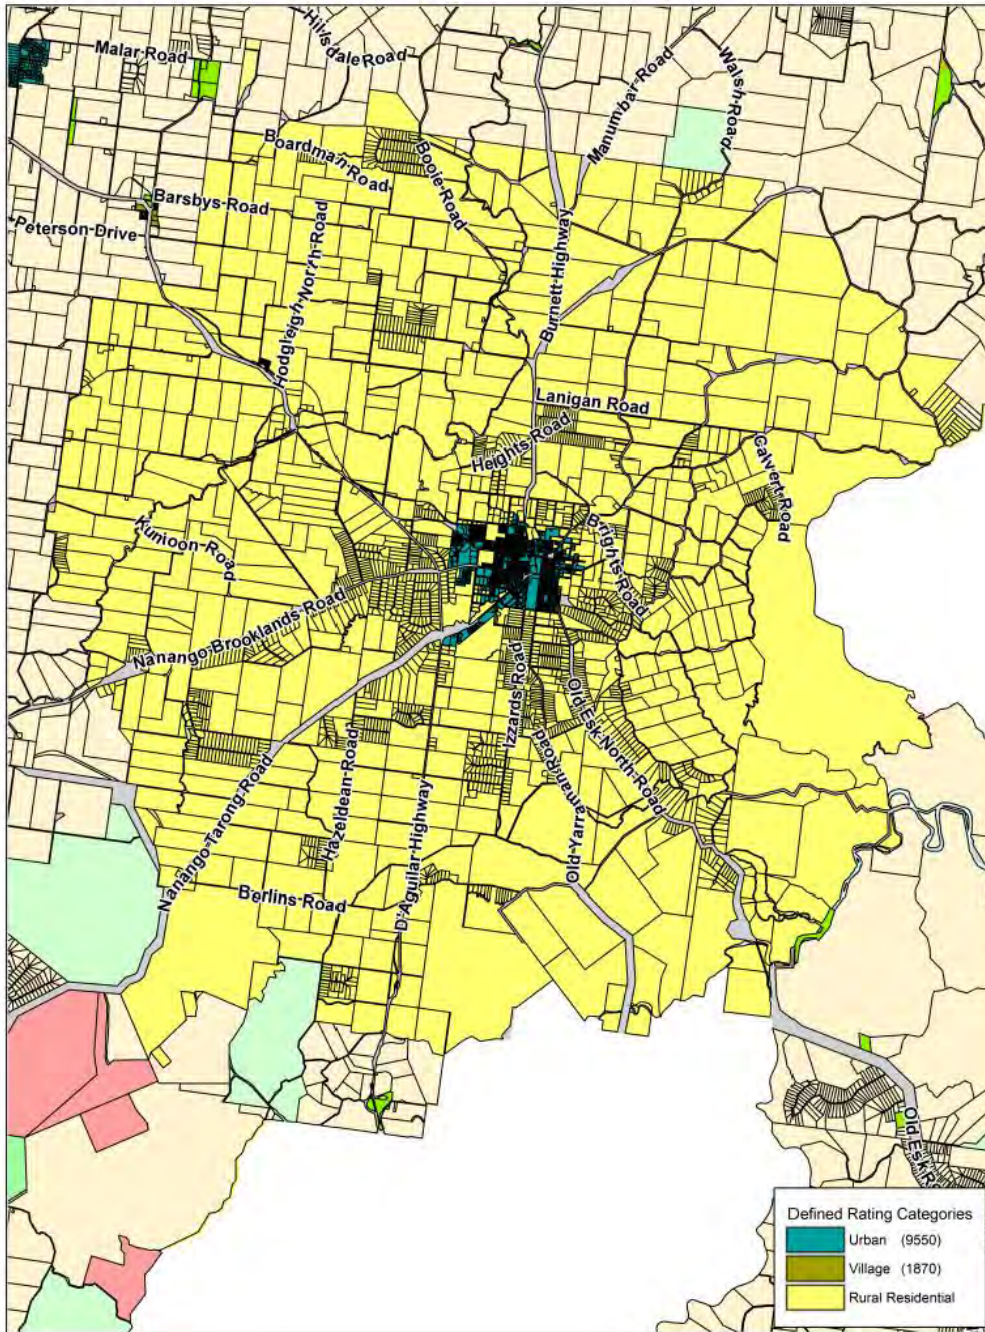 Hillsdale Road
Malar Road
Manumbar Road
Walsh Road
Boardman Road
Booie Road
Barsbys Road
Peterson Drive
Hodgleigh North Road
Burnett Highway
Lanigan Road
Heights Road
Calvert Road
Kunioon Road
Brights Road
Nanango Brooklands Road
Izzards Road
Old Esk North Road
Nanango Tarong Road
Hazeldean Road
D'Aguilar Highway
Old Yarraman Road
Berlins Road
Old Esk R
Defined Rating Categories
Urban (9550)
Village (1870)
Rural Residential